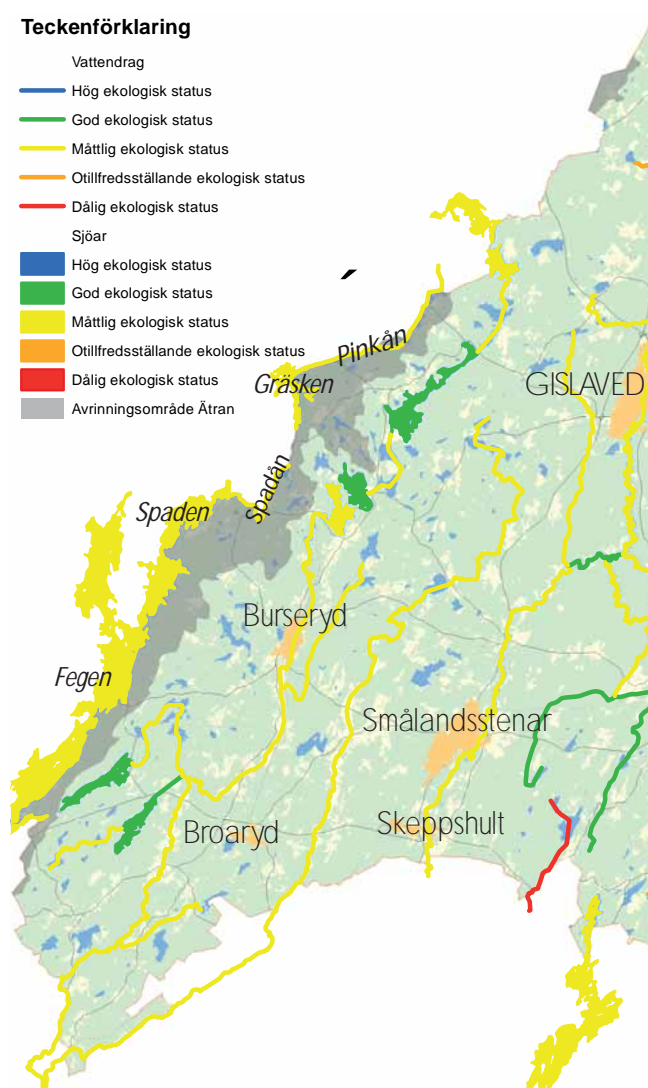 Teckenförklaring
Vattendrag
Hög ekologisk status
God ekologisk status
Måttlig ekologisk status
Otillfredsställande ekologisk status
Dålig ekologisk status
Sjöar
Hög ekologisk status
God ekologisk status
Måttlig ekologisk status
Otillfredsställande ekologisk status
Dålig ekologisk status
Avrinningsområde Ätran
Pinkån
Gräsken
GISLAVED
Spadån
Spaden
Burseryd
Fegen
Smålandsstenar
Broaryd
Skeppshult